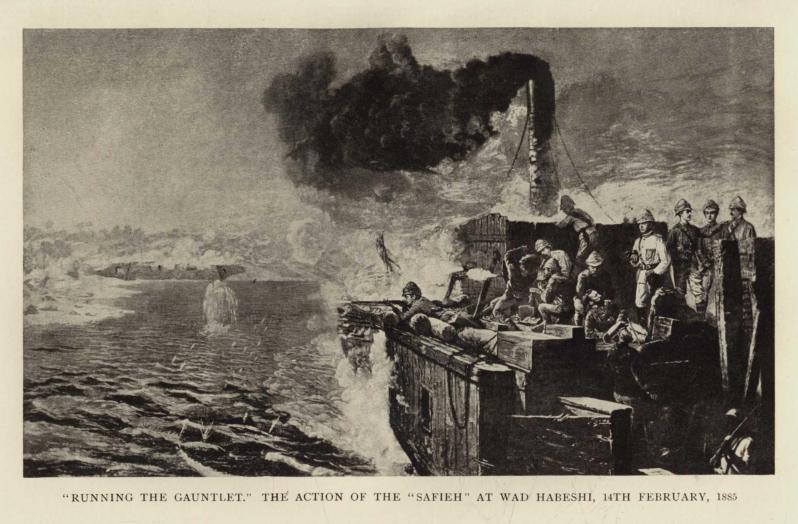 "RUNNING THE GAUNTLET." THE ACTION OF THE "SAFIEH" AT WAD HABESHI, 14TH FEBRUARY, 1885